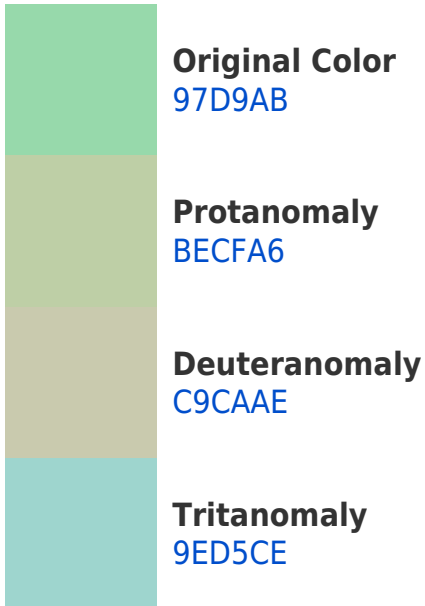 Original Color
97D9AB
Protanomaly
BECFA6
Deuteranomaly
C9CAAE
Tritanomaly
9ED5CE